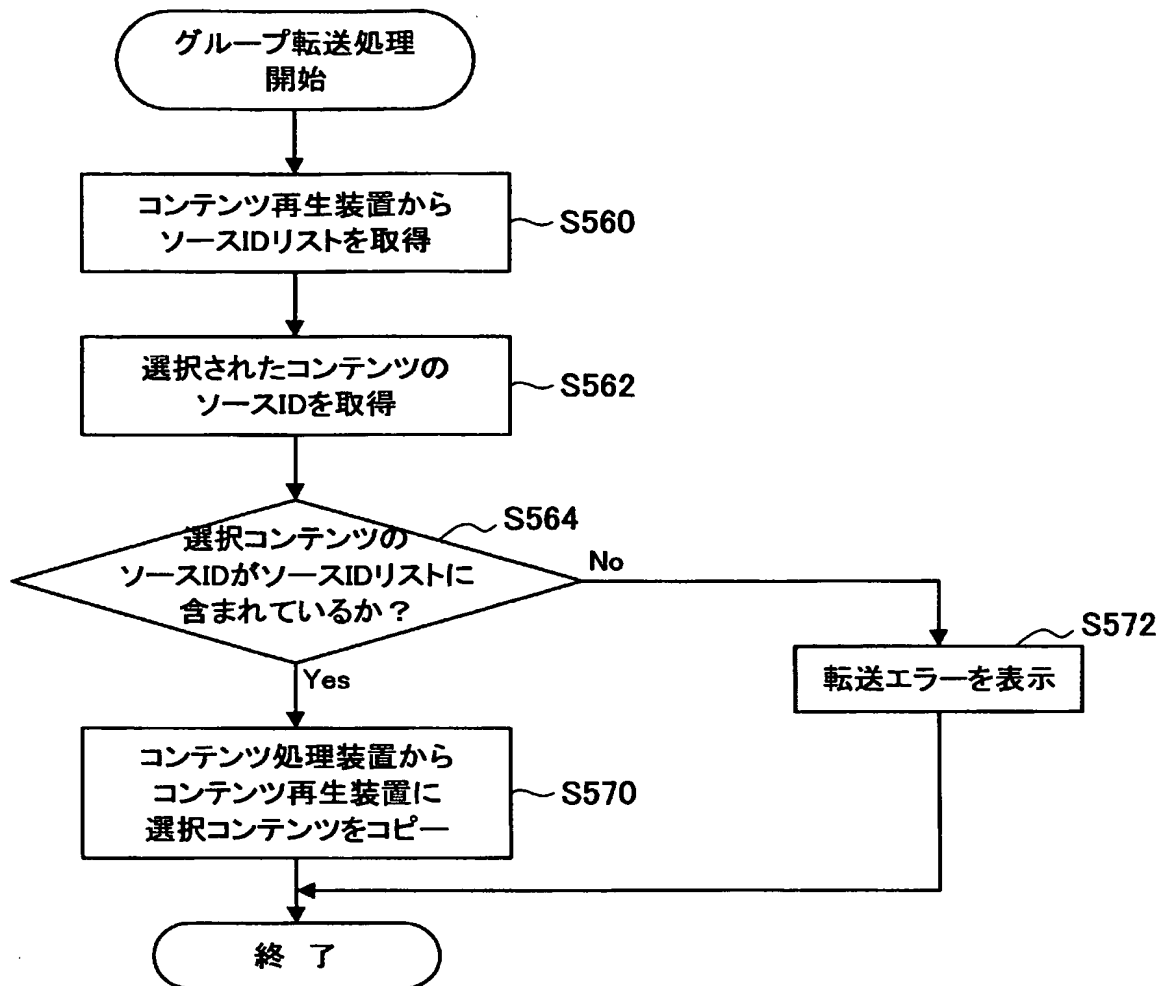 グループ転送処理
開始
コンテンツ再生装置から
ソースIDリストを取得
S560
選択されたコンテンツの
ソースIDを取得
S562
S564
選択コンテンツの
ソースIDがソースIDリストに
含まれているか？
No
Yes
S572
転送エラーを表示
コンテンツ処理装置から
コンテンツ再生装置に
選択コンテンツをコピー
S570
終 了